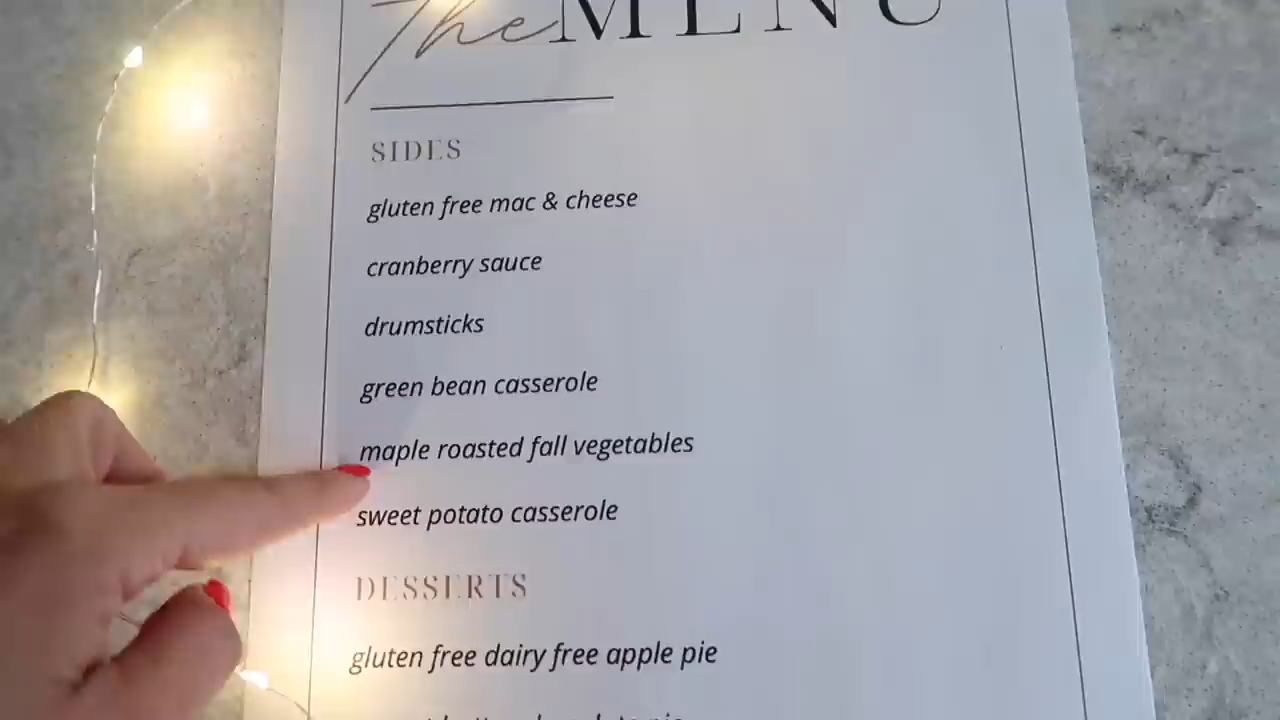 The MENU
SIDES
gluten free mac & cheese
cranberry sauce
drumsticks
green bean casserole
maple roasted fall vegetables
sweet potato casserole
DESSERTS
gluten free dairy free apple pie